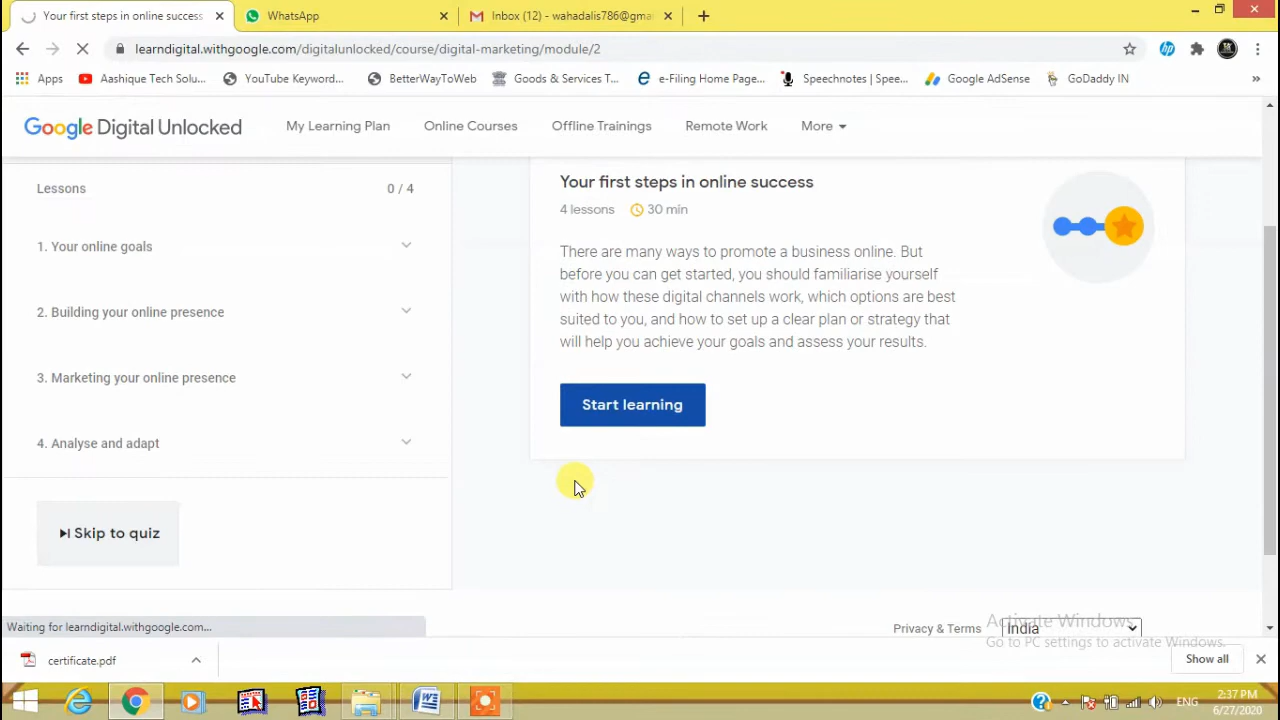 Your first steps in online success
WhatsApp
Inbox (12) - wahadalis786@gma
learndigital.withgoogle.com/digitalunlocked/course/digital-marketing/module/2
Apps
Aashique Tech Solu...
YouTube Keyword...
BetterWayToWeb
Goods & Services T...
e-Filing Home Page...
Speechnotes | Spee...
Google AdSense
GoDaddy IN
»
Google Digital Unlocked
My Learning Plan
Online Courses
Offline Trainings
Remote Work
More
Lessons
0 / 4
1. Your online goals
2. Building your online presence
3. Marketing your online presence
4. Analyse and adapt
Skip to quiz
Your first steps in online success
4 lessons
30 min
There are many ways to promote a business online. But
before you can get started, you should familiarise yourself
with how these digital channels work, which options are best
suited to you, and how to set up a clear plan or strategy that
will help you achieve your goals and assess your results.
Start learning
Waiting for learndigital.withgoogle.com...
Privacy & Terms
India
Activate Windows
Go to PC settings to activate Windows.
certificate.pdf
Show all
ENG
2:37 PM
6/27/2020